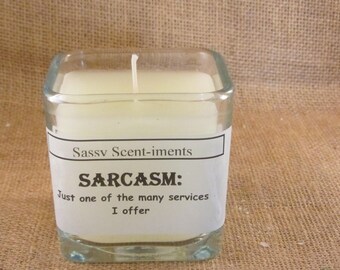 Sassy Scent-iments
SARCASM:
Just one of the many services
I offer